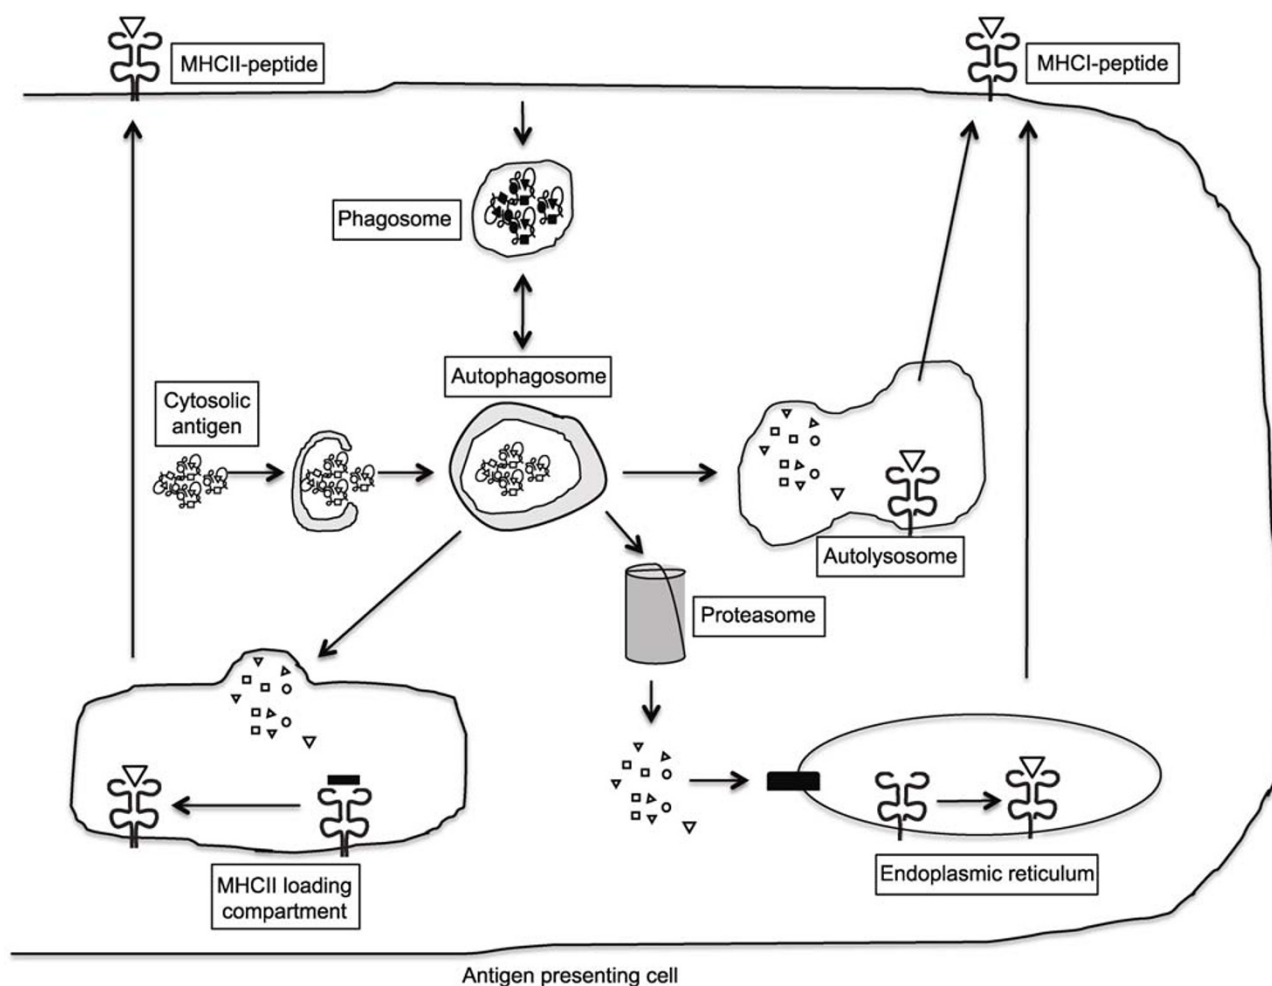 MHCII-peptide
MHCI-peptide
Phagosome
Autophagosome
Cytosolic
antigen
Autolysosome
Proteasome
Endoplasmic reticulum
MHCII loading
compartment
Antigen presenting cell